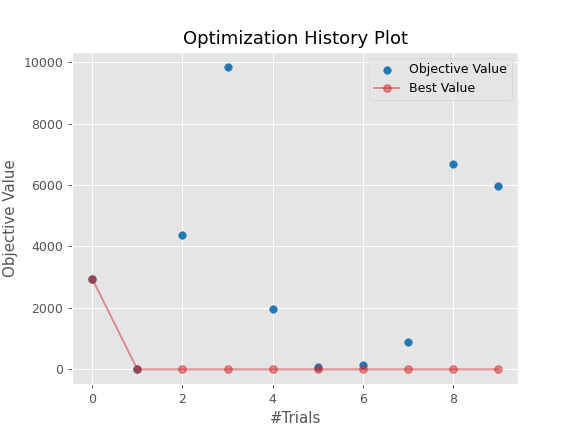 Optimization History Plot
Objective Value
Best Value
Objective Value
10000
8000
6000
4000
2000
0
0 2 4 6 8
#Trials